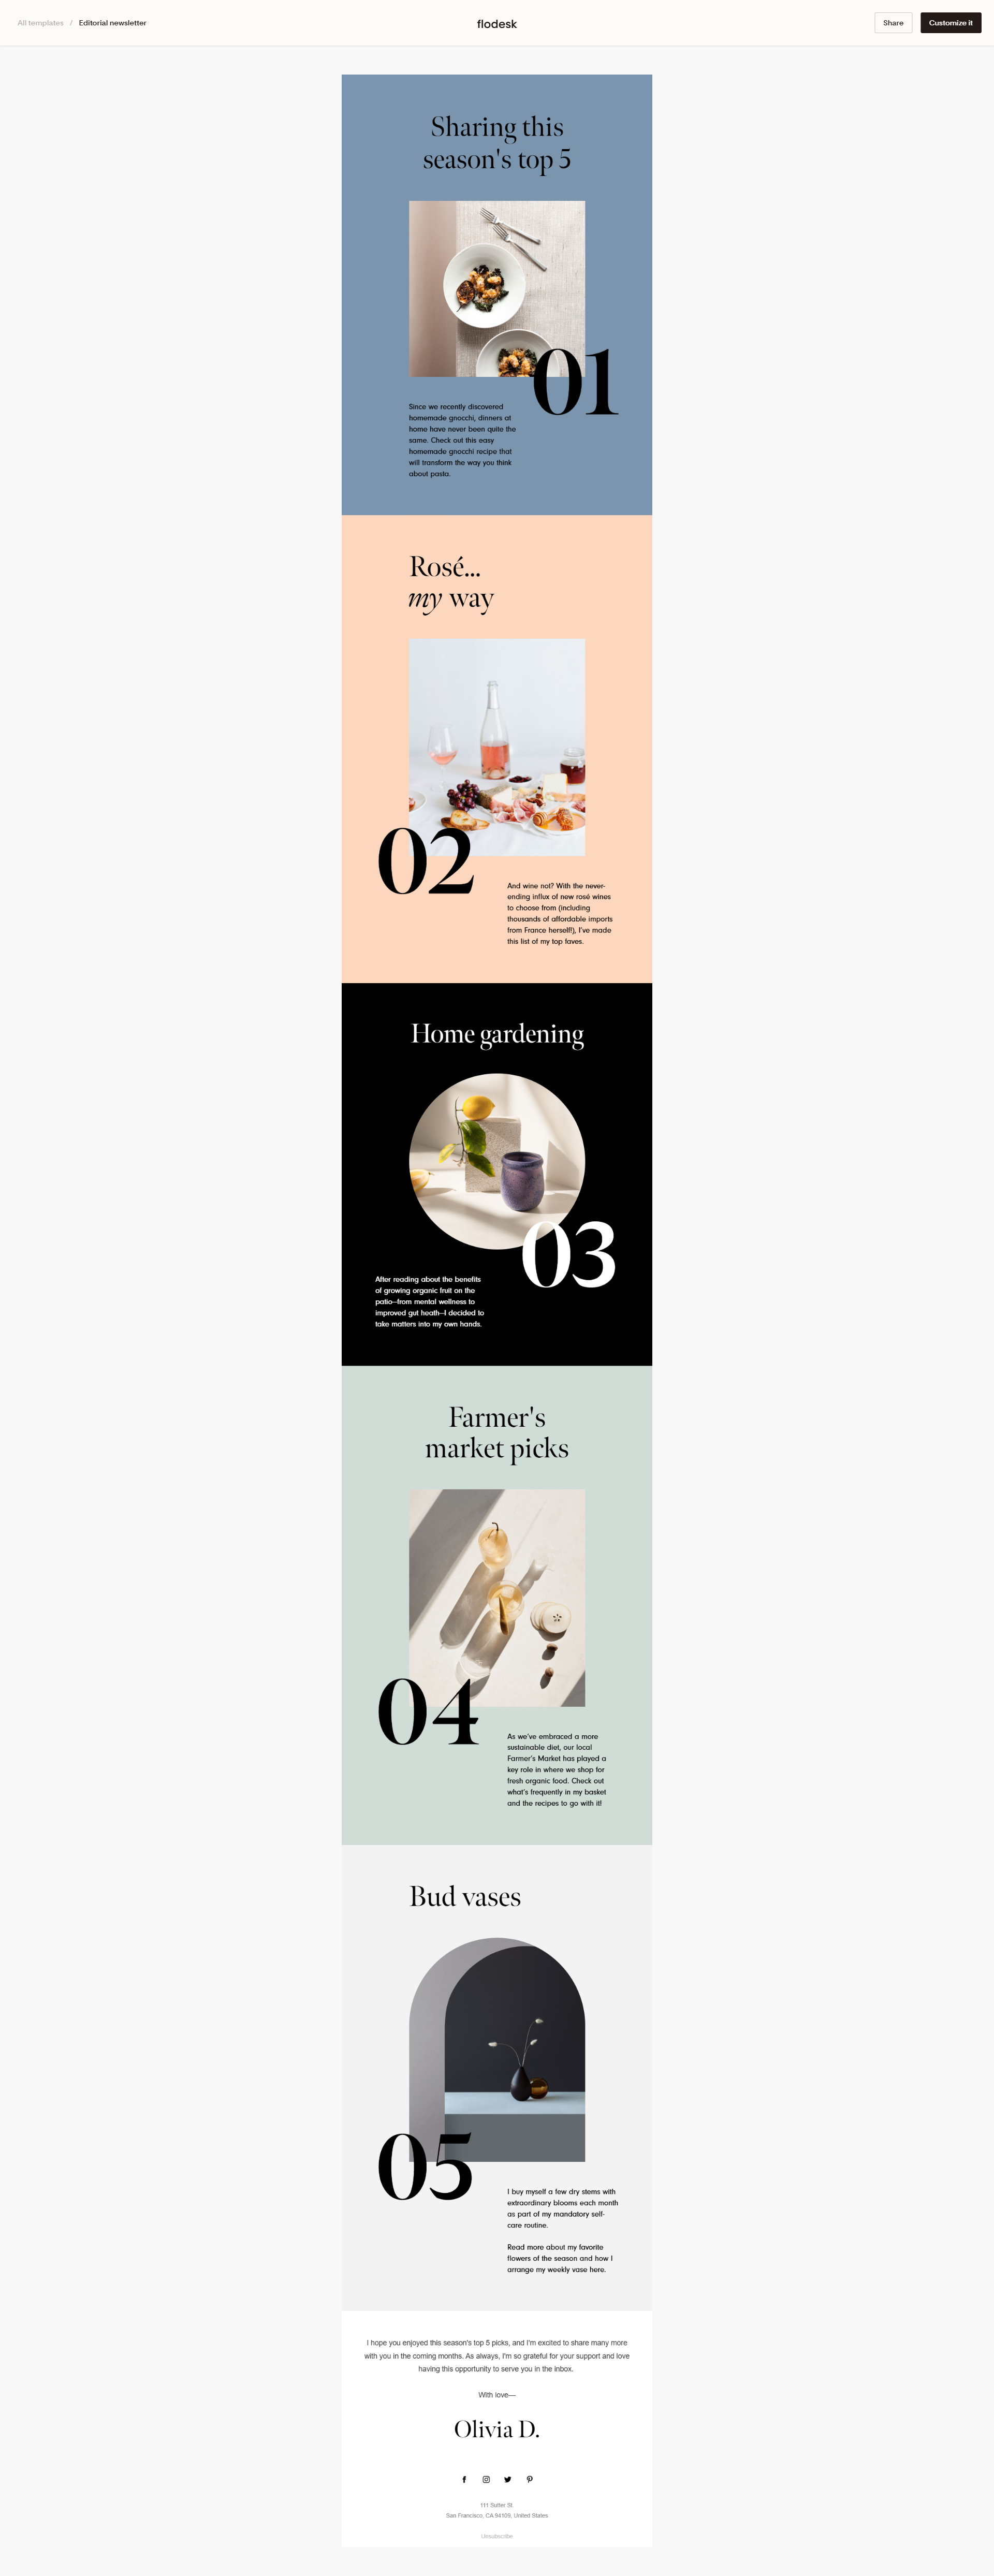 All templates / Editorial newsletter
flodesk
Share
Customize it
Sharing this
season's top 5
01
Since we recently discovered
homemade gnocchi, dinners at
home have never been quite the
same. Check out this easy
homemade gnocchi recipe that
will transform the way you think
about pasta.
Rosé...
my way
02
And wine not? With the never-
ending influx of new rosé wines
to choose from (including
thousands of affordable imports
from France herself!), I've made
this list of my top faves.
Home gardening
03
After reading about the benefits
of growing organic fruit on the
patio—from mental wellness to
improved gut heath—I decided to
take matters into my own hands.
Farmer's
market picks
04
As we've embraced a more
sustainable diet, our local
Farmer's Market has played a
key role in where we shop for
fresh organic food. Check out
what's frequently in my basket
and the recipes to go with it!
Bud vases
05
I buy myself a few dry stems with
extraordinary blooms each month
as part of my mandatory self-
care routine.
Read more about my favorite
flowers of the season and how I
arrange my weekly vase here.
I hope you enjoyed this season's top 5 picks, and I'm excited to share many more
with you in the coming months. As always, I'm so grateful for your support and love
having this opportunity to serve you in the inbox.
With love—
Olivia D.
111 Sutter St
San Francisco, CA 94109, United States
Unsubscribe